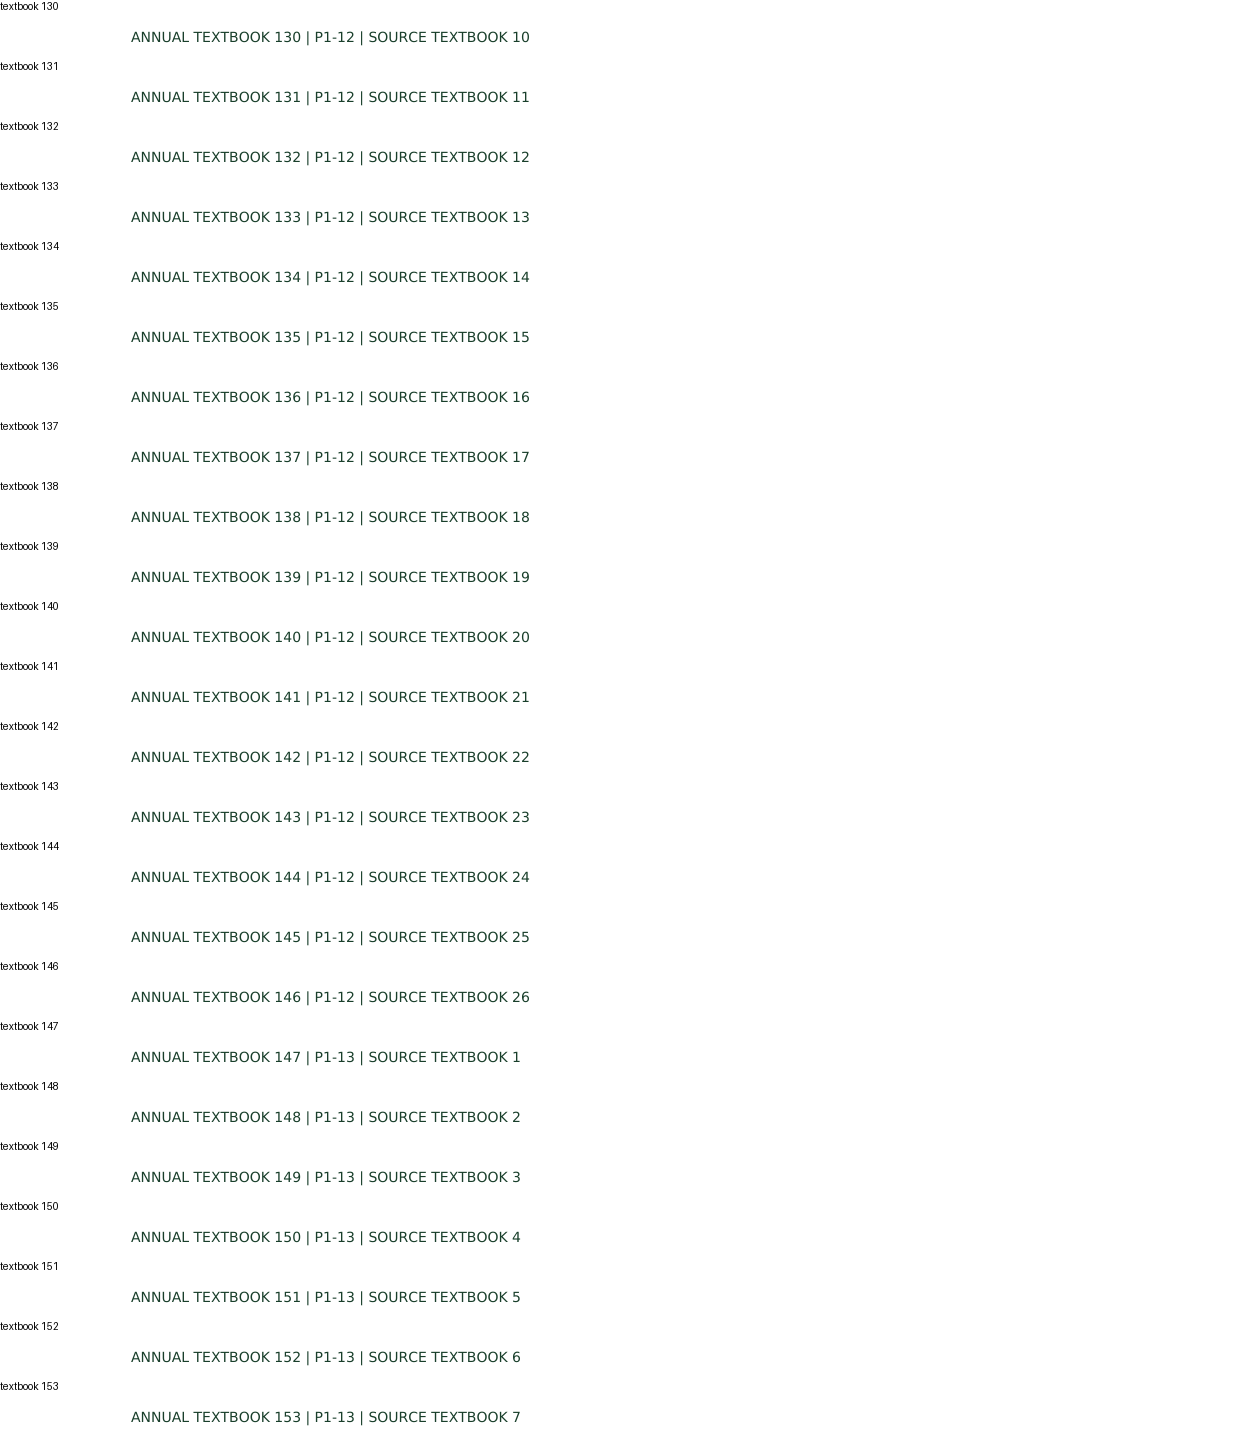 textbook 130
ANNUAL TEXTBOOK 130 | P1-12 | SOURCE TEXTBOOK 10
textbook 131
ANNUAL TEXTBOOK 131 | P1-12 | SOURCE TEXTBOOK 11
textbook 132
ANNUAL TEXTBOOK 132 | P1-12 | SOURCE TEXTBOOK 12
textbook 133
ANNUAL TEXTBOOK 133 | P1-12 | SOURCE TEXTBOOK 13
textbook 134
ANNUAL TEXTBOOK 134 | P1-12 | SOURCE TEXTBOOK 14
textbook 135
ANNUAL TEXTBOOK 135 | P1-12 | SOURCE TEXTBOOK 15
textbook 136
ANNUAL TEXTBOOK 136 | P1-12 | SOURCE TEXTBOOK 16
textbook 137
ANNUAL TEXTBOOK 137 | P1-12 | SOURCE TEXTBOOK 17
textbook 138
ANNUAL TEXTBOOK 138 | P1-12 | SOURCE TEXTBOOK 18
textbook 139
ANNUAL TEXTBOOK 139 | P1-12 | SOURCE TEXTBOOK 19
textbook 140
ANNUAL TEXTBOOK 140 | P1-12 | SOURCE TEXTBOOK 20
textbook 141
ANNUAL TEXTBOOK 141 | P1-12 | SOURCE TEXTBOOK 21
textbook 142
ANNUAL TEXTBOOK 142 | P1-12 | SOURCE TEXTBOOK 22
textbook 143
ANNUAL TEXTBOOK 143 | P1-12 | SOURCE TEXTBOOK 23
textbook 144
ANNUAL TEXTBOOK 144 | P1-12 | SOURCE TEXTBOOK 24
textbook 145
ANNUAL TEXTBOOK 145 | P1-12 | SOURCE TEXTBOOK 25
textbook 146
ANNUAL TEXTBOOK 146 | P1-12 | SOURCE TEXTBOOK 26
textbook 147
ANNUAL TEXTBOOK 147 | P1-13 | SOURCE TEXTBOOK 1
textbook 148
ANNUAL TEXTBOOK 148 | P1-13 | SOURCE TEXTBOOK 2
textbook 149
ANNUAL TEXTBOOK 149 | P1-13 | SOURCE TEXTBOOK 3
textbook 150
ANNUAL TEXTBOOK 150 | P1-13 | SOURCE TEXTBOOK 4
textbook 151
ANNUAL TEXTBOOK 151 | P1-13 | SOURCE TEXTBOOK 5
textbook 152
ANNUAL TEXTBOOK 152 | P1-13 | SOURCE TEXTBOOK 6
textbook 153
ANNUAL TEXTBOOK 153 | P1-13 | SOURCE TEXTBOOK 7